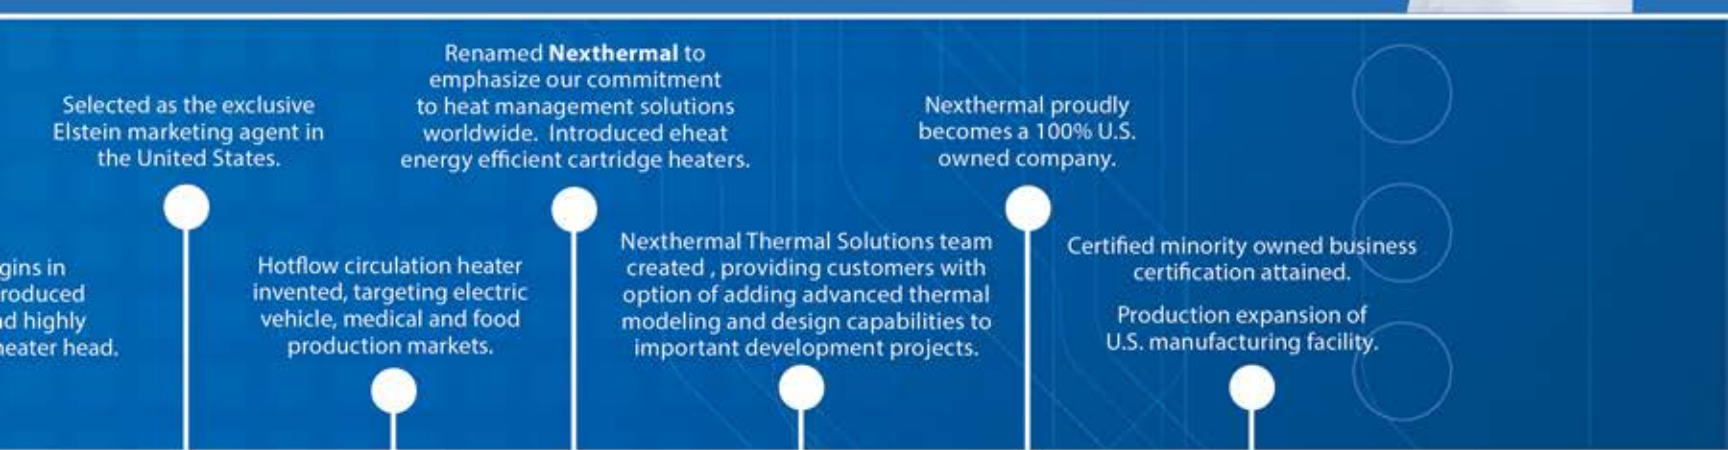 Renamed Nexthermal to
emphasize our commitment
to heat management solutions
worldwide. Introduced eheat
energy efficient cartridge heaters.
Selected as the exclusive
Elstein marketing agent in
the United States.
Nexthermal proudly
becomes a 100% U.S.
owned company.
gins in
roduced
nd highly
heater head.
Hotflow circulation heater
invented, targeting electric
vehicle, medical and food
production markets.
Nexthermal Thermal Solutions team
created , providing customers with
option of adding advanced thermal
modeling and design capabilities to
important development projects.
Certified minority owned business
certification attained.
Production expansion of
U.S. manufacturing facility.